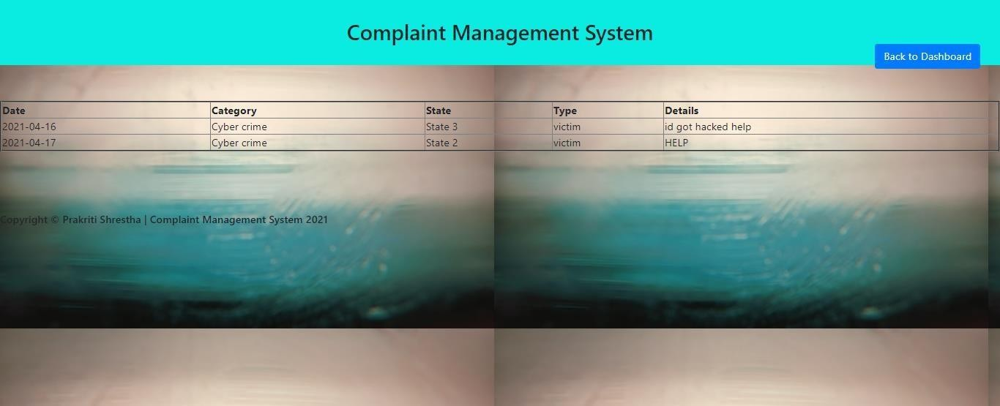 Complaint Management System
Back to Dashboard
Date Category State Type Details
2021-04-16 Cyber crime State 3 victim id got hacked help
2021-04-17 Cyber crime State 2 victim HELP
Copyright © Prakriti Shrestha | Complaint Management System 2021